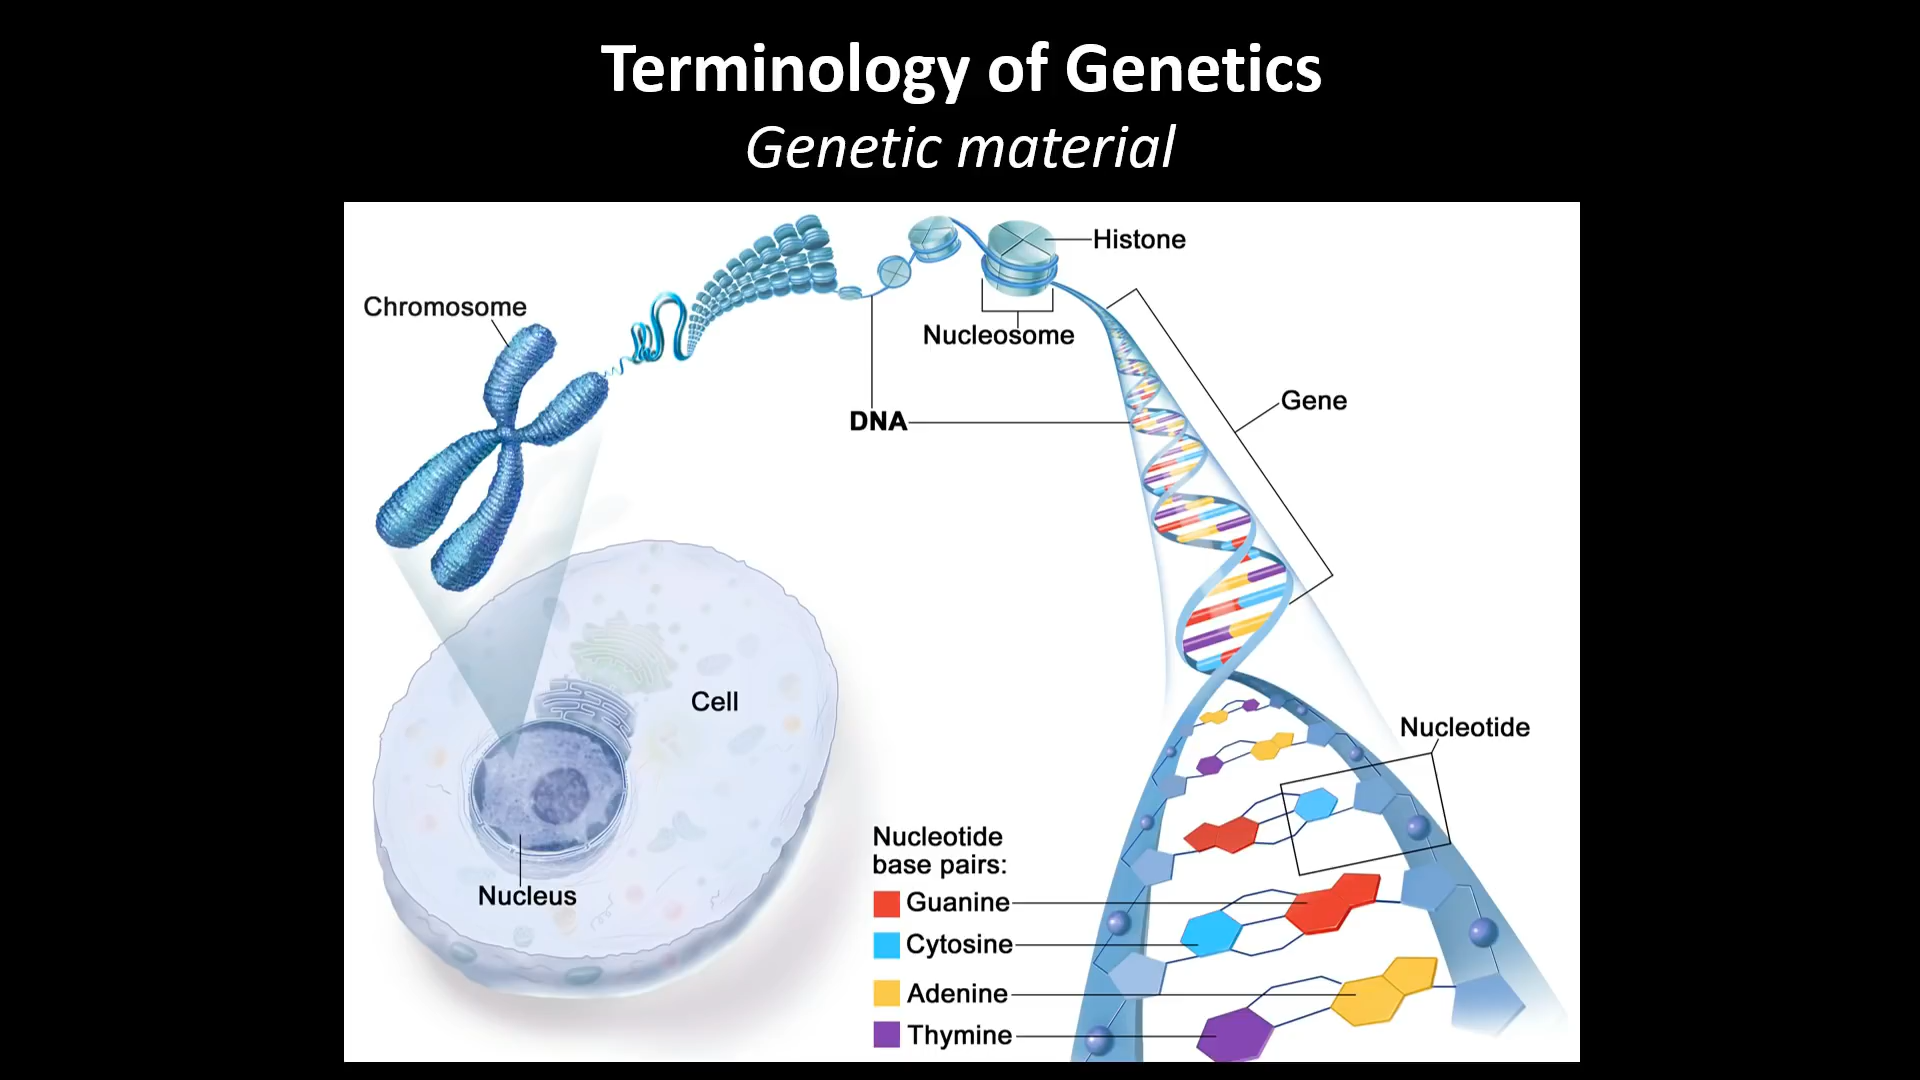 Terminology of Genetics
Genetic material
Histone
Chromosome
Nucleosome
Gene
DNA
Cell
Nucleotide
Nucleus
Nucleotide
base pairs:
Guanine
Cytosine
Adenine
Thymine